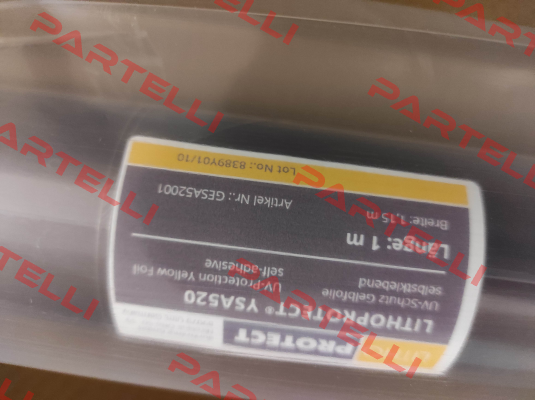 PROTECT
LITHOPROTECT® YSA520
UV-Schutz Gelbfolie
selbstklebend
UV-Protection Yellow Foil
self-adhesive
Länge: 1 m
Breite: 1,15 m
Artikel Nr.: GESA52001
Lot No.: 8389Y01/10
PARTELLI
PARTELLI
PARTELLI
PARTELLI
PARTELLI
PARTELLI
PARTELLI
PARTELLI